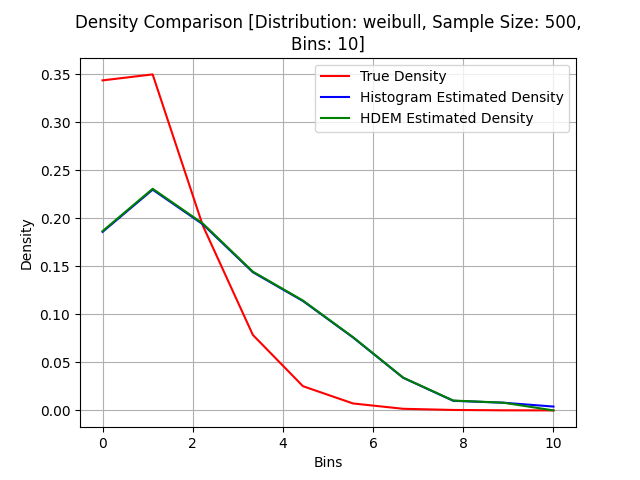 Density Comparison [Distribution: weibull, Sample Size: 500,
Bins: 10]
True Density
Histogram Estimated Density
HDEM Estimated Density
Density
0.35
0.30
0.25
0.20
0.15
0.10
0.05
0.00
0 2 4 6 8 10
Bins